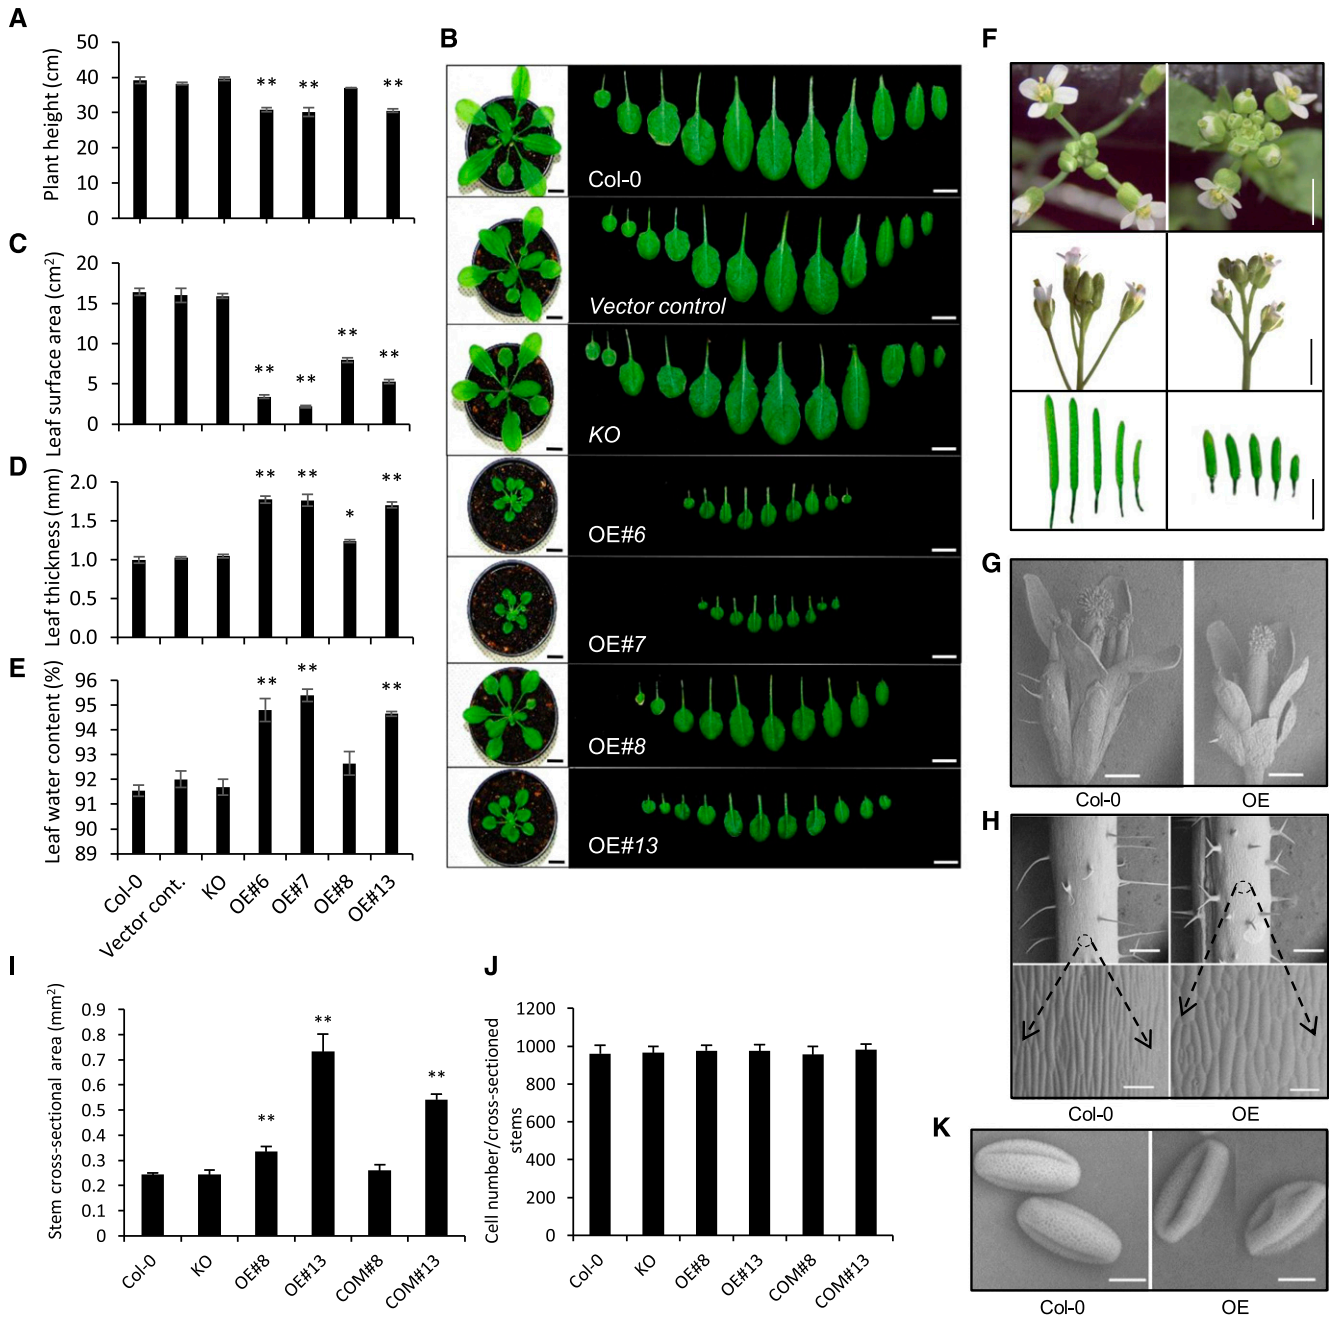 A
Plant height (cm)
50
40
30
20
10
0
** ** **
B
Col-0
Vector control
KO
OE#6
OE#7
OE#8
OE#13
C
Leaf surface area (cm2)
20
15
10
5
0
** ** ** **
D
Leaf thickness (mm)
2.0
1.5
1.0
0.5
0.0
** ** * **
E
Leaf water content (%)
96
95
94
93
92
91
90
89
** ** **
Col-0
Vector cont.
KO
OE#6
OE#7
OE#8
OE#13
F
G
Col-0 OE
H
Col-0 OE
I
Stem cross-sectional area (mm2)
0.9
0.8
0.7
0.6
0.5
0.4
0.3
0.2
0.1
0
** ** **
Col-0
KO
OE#8
OE#13
COM#8
COM#13
J
Cell number/cross-sectioned
stems
1200
1000
800
600
400
200
0
Col-0
KO
OE#8
OE#13
COM#8
COM#13
K
Col-0 OE